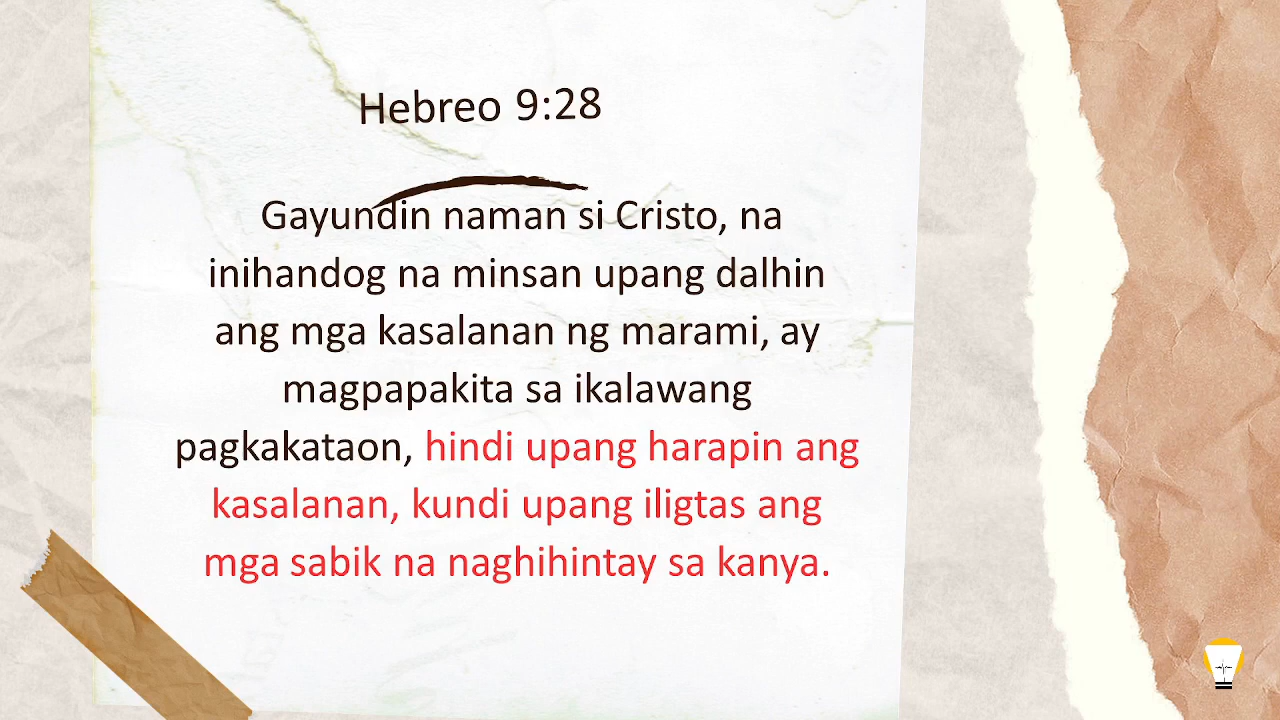 Hebreo 9:28
Gayundin naman si Cristo, na
inihandog na minsan upang dalhin
ang mga kasalanan ng marami, ay
magpapakita sa ikalawang
pagkakataon, hindi upang harapin ang
kasalanan, kundi upang iligtas ang
mga sabik na naghihintay sa kanya.